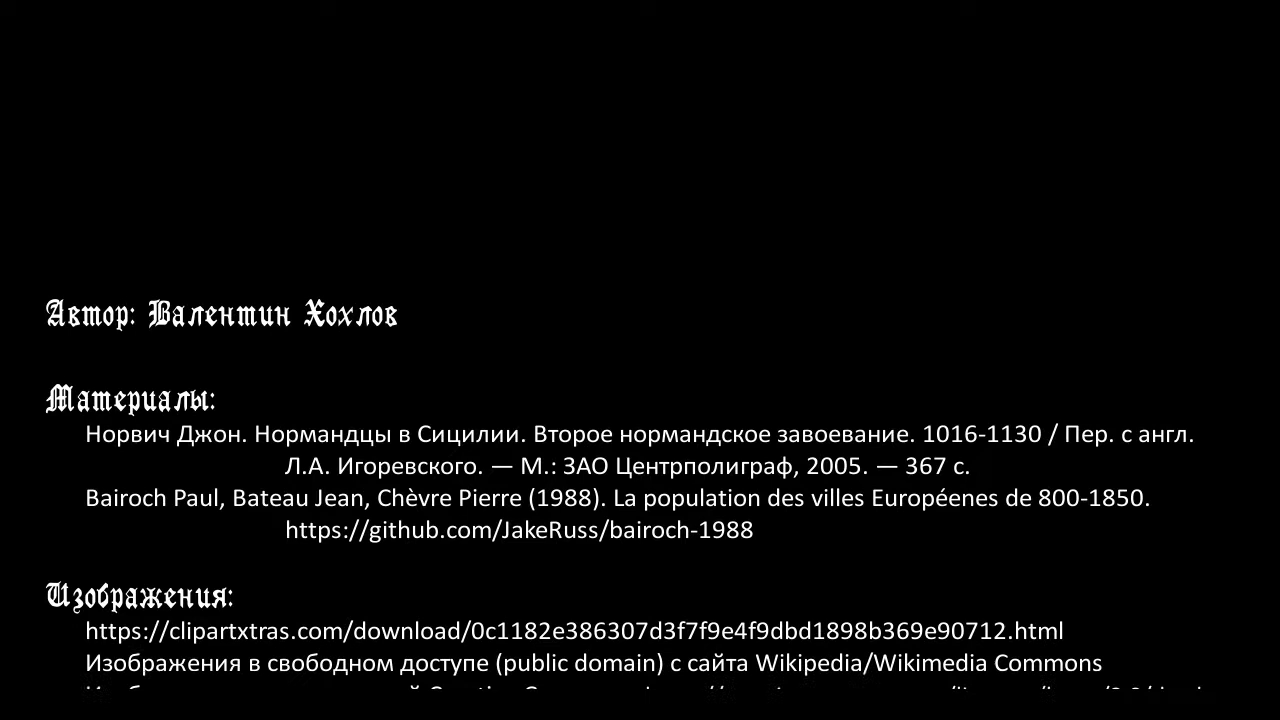 Автор: Валентин Хохлов
Материалы:
Норвич Джон. Нормандцы в Сицилии. Второе нормандское завоевание. 1016-1130 / Пер. с англ.
Л.А. Игоревского. — М.: ЗАО Центрполиграф, 2005. — 367 с.
Bairoch Paul, Bateau Jean, Chèvre Pierre (1988). La population des villes Européenes de 800-1850.
https://github.com/JakeRuss/bairoch-1988
Изображения:
https://clipartxtras.com/download/0c1182e386307d3f7f9e4f9dbd1898b369e90712.html
Изображения в свободном доступе (public domain) с сайта Wikipedia/Wikimedia Commons